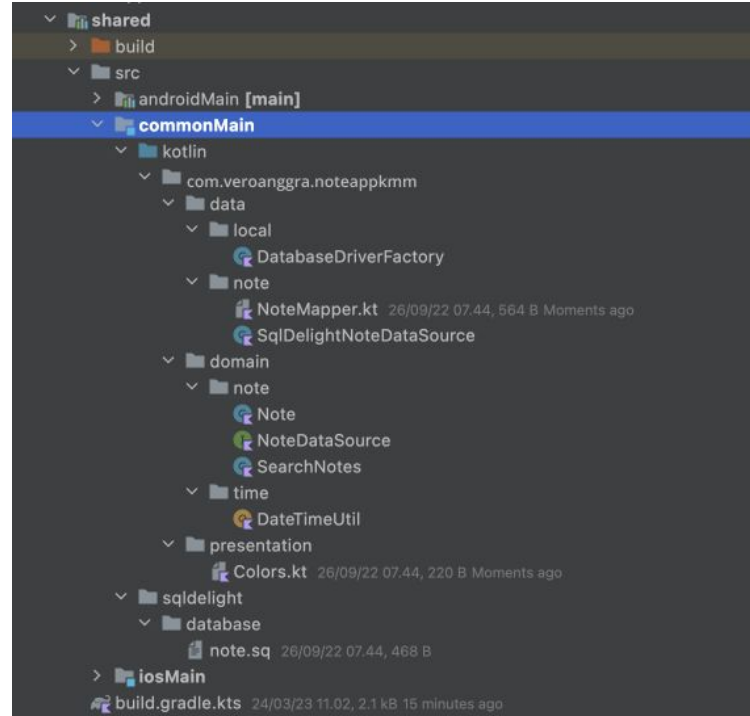 shared
build
src
androidMain [main]
commonMain
kotlin
com.veroanggra.noteappkmm
data
local
DatabaseDriverFactory
note
NoteMapper.kt 26/09/22 07.44, 564 B Moments ago
SqlDelightNoteDataSource
domain
note
Note
NoteDataSource
SearchNotes
time
DateTimeUtil
presentation
Colors.kt 26/09/22 07.44, 220 B Moments ago
sqldelight
database
note.sq 26/09/22 07.44, 468 B
iosMain
build.gradle.kts 24/03/23 11.02, 2.1 kB 15 minutes ago